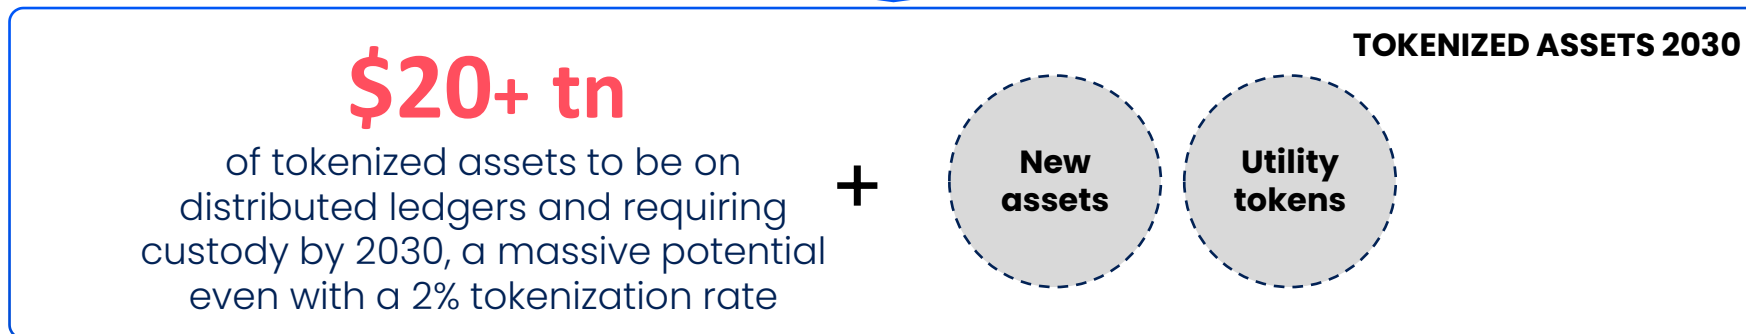 TOKENIZED ASSETS 2030
$20+ tn
of tokenized assets to be on
distributed ledgers and requiring
custody by 2030, a massive potential
even with a 2% tokenization rate
+
New
assets
Utility
tokens